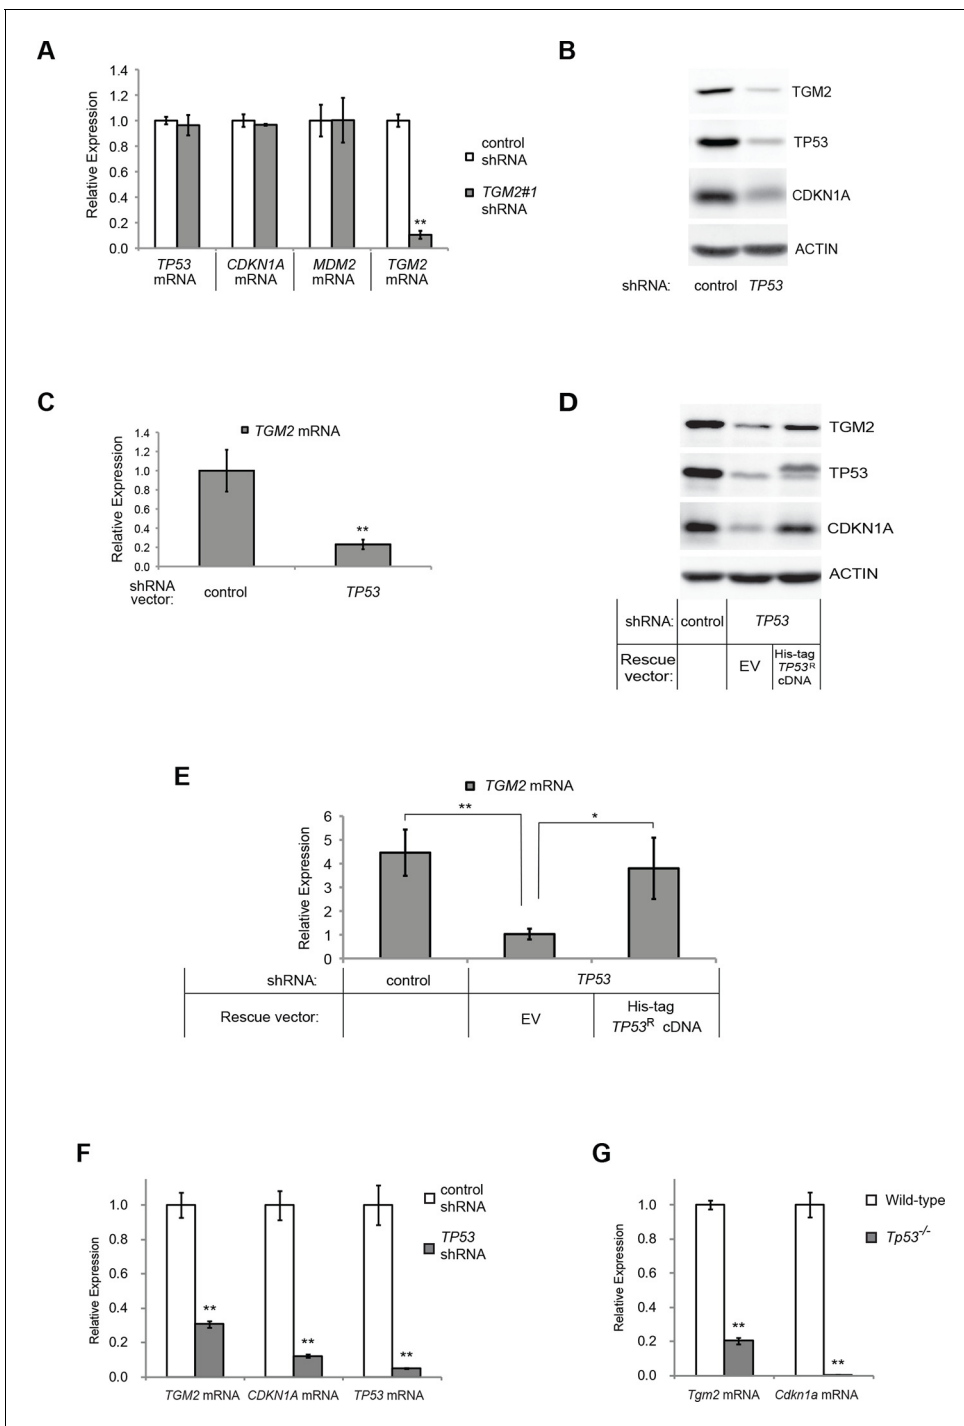 A
Relative Expression
1.4
1.2
1.0
0.8
0.6
0.4
0.2
0.0
**
control
shRNA
TGM2#1
shRNA
TP53 CDKN1A MDM2 TGM2
mRNA mRNA mRNA mRNA
B
TGM2
TP53
CDKN1A
ACTIN
shRNA: control TP53
C
TGM2 mRNA
Relative Expression
1.4
1.2
1.0
0.8
0.6
0.4
0.2
0.0
**
shRNA
vector:
control TP53
D
TGM2
TP53
CDKN1A
ACTIN
shRNA: control TP53
Rescue
vector:
EV
His-tag
TP53R
cDNA
E
TGM2 mRNA
Relative Expression
6
5
4
3
2
1
0
**
*
shRNA: control TP53
Rescue vector: EV
His-tag
TP53R cDNA
F
Relative Expression
1.0
0.8
0.6
0.4
0.2
0.0
**
**
**
control
shRNA
TP53
shRNA
TGM2 mRNA CDKN1A mRNA TP53 mRNA
G
Relative Expression
1.0
0.8
0.6
0.4
0.2
0.0
**
**
Wild-type
Tp53-/-
Tgm2 mRNA Cdkn1a mRNA